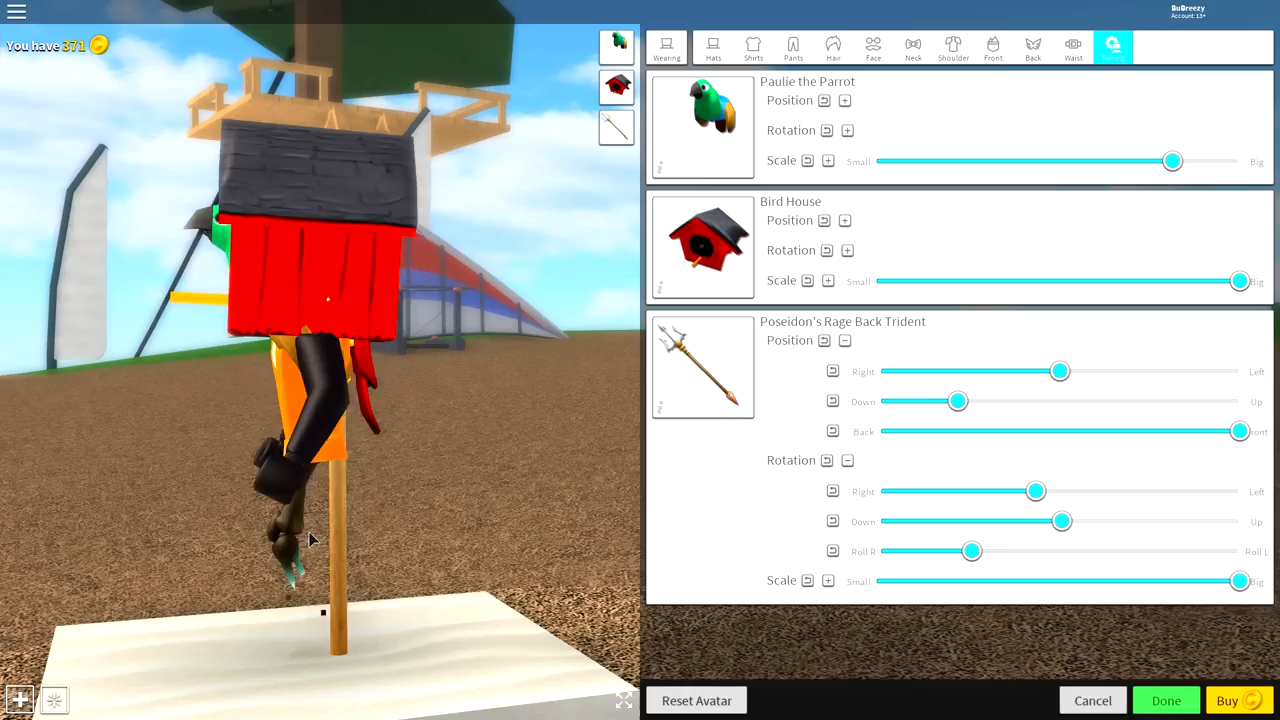 BuBreezy
Account: 13+
You have 371
Wearing
Hats
Shirts
Pants
Hair
Face
Neck
Shoulder
Front
Back
Waist
Tuning
Paulie the Parrot
Position
Rotation
Scale Small Big
Bird House
Position
Rotation
Scale Small Big
Poseidon's Rage Back Trident
Position
Right Left
Down Up
Back ront
Rotation
Right Left
Down Up
Roll R Roll L
Scale Small Big
Reset Avatar
Cancel
Done
Buy